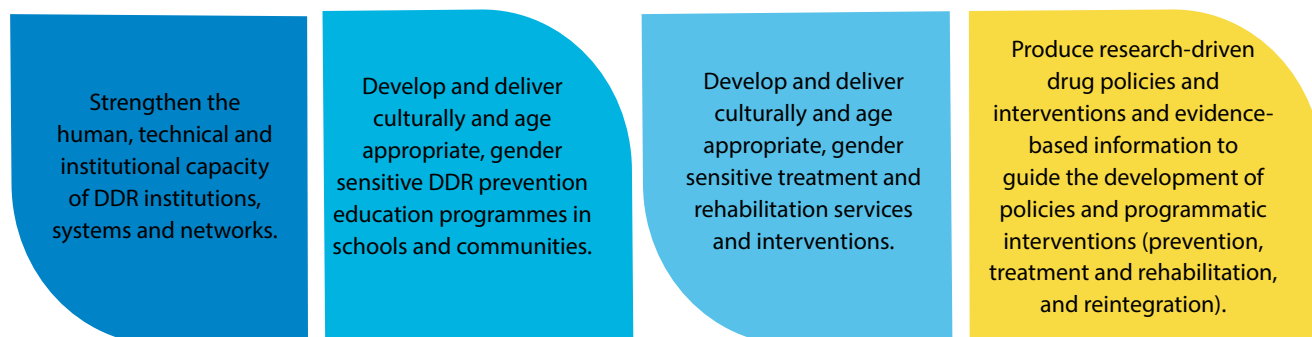 Strengthen the
human, technical and
institutional capacity
of DDR institutions,
systems and networks.
Develop and deliver
culturally and age
appropriate, gender
sensitive DDR prevention
education programmes in
schools and communities.
Develop and deliver
culturally and age
appropriate, gender
sensitive treatment and
rehabilitation services
and interventions.
Produce research-driven
drug policies and
interventions and evidence-
based information to
guide the development of
policies and programmatic
interventions (prevention,
treatment and rehabilitation,
and reintegration).